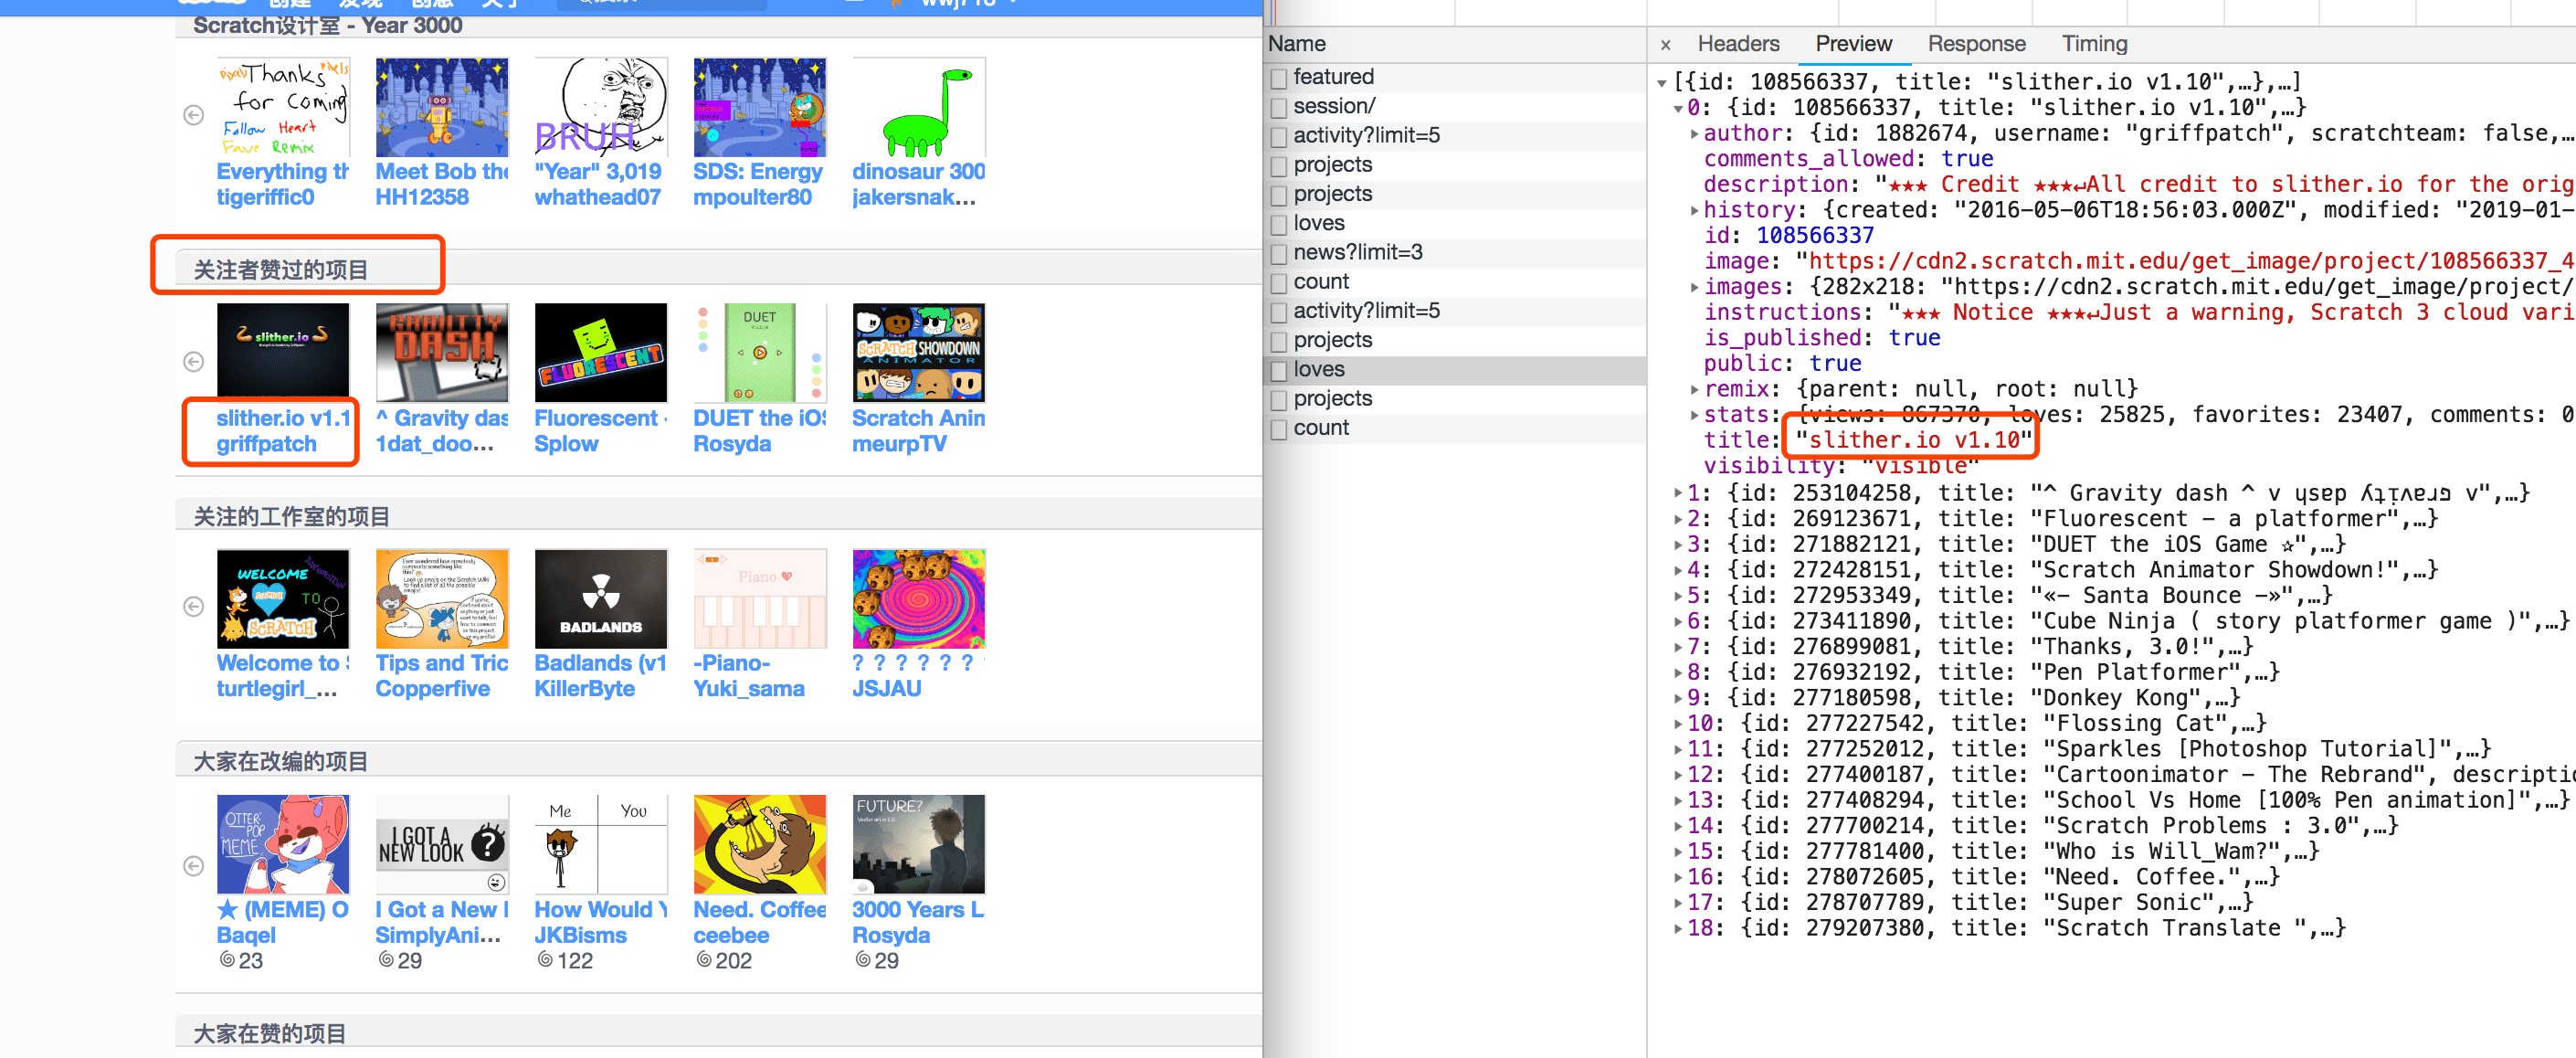 Scratch设计室 - Year 3000
Thanks
for Coming
Follow Heart
Fave Remix
BRUH
Everything th
tigeriffic0
Meet Bob the
HH12358
"Year" 3,019
whathead07
SDS: Energy
mpoulter80
dinosaur 300
jakersnak...
关注者赞过的项目
slither.io
GRAVITY
DASH
FLUORESCENT
DUET
SCRATCH SHOWDOWN
ANIMATOR
slither.io v1.1
griffpatch
^ Gravity das
1dat_doo...
Fluorescent -
Splow
DUET the iOS
Rosyda
Scratch Anin
meurpTV
关注的工作室的项目
WELCOME
TO
SCRATCH
BADLANDS
Piano
Welcome to S
turtlegirl_...
Tips and Tric
Copperfive
Badlands (v1
KillerByte
-Piano-
Yuki_sama
? ? ? ? ? ?
JSJAU
大家在改编的项目
OTTER
POP
MEME
I GOT A
NEW LOOK
?
Me
You
FUTURE?
★ (MEME) O
Baqel
23
I Got a New L
SimplyAni...
29
How Would Y
JKBisms
122
Need. Coffee
ceebee
202
3000 Years L
Rosyda
29
大家在赞的项目
Name
featured
session/
activity?limit=5
projects
projects
loves
news?limit=3
count
activity?limit=5
projects
loves
projects
count
× Headers Preview Response Timing
[{id: 108566337, title: "slither.io v1.10",…},…]
0: {id: 108566337, title: "slither.io v1.10",…}
author: {id: 1882674, username: "griffpatch", scratchteam: false,…
comments_allowed: true
description: "★★★ Credit ★★★↵All credit to slither.io for the orig
history: {created: "2016-05-06T18:56:03.000Z", modified: "2019-01-
id: 108566337
image: "https://cdn2.scratch.mit.edu/get_image/project/108566337_4
images: {282x218: "https://cdn2.scratch.mit.edu/get_image/project/
instructions: "★★★ Notice ★★★↵Just a warning, Scratch 3 cloud vari
is_published: true
public: true
remix: {parent: null, root: null}
stats: {views: 867370, loves: 25825, favorites: 23407, comments: 0
title: "slither.io v1.10"
visibility: "visible"
1: {id: 253104258, title: "^ Gravity dash ^ v ɥsɐp ʎʇᴉʌɐɹפ v",…}
2: {id: 269123671, title: "Fluorescent - a platformer",…}
3: {id: 271882121, title: "DUET the iOS Game ✰",…}
4: {id: 272428151, title: "Scratch Animator Showdown!",…}
5: {id: 272953349, title: "«- Santa Bounce -»",…}
6: {id: 273411890, title: "Cube Ninja ( story platformer game )",…}
7: {id: 276899081, title: "Thanks, 3.0!",…}
8: {id: 276932192, title: "Pen Platformer",…}
9: {id: 277180598, title: "Donkey Kong",…}
10: {id: 277227542, title: "Flossing Cat",…}
11: {id: 277252012, title: "Sparkles [Photoshop Tutorial]",…}
12: {id: 277400187, title: "Cartoonimator - The Rebrand", descriptio
13: {id: 277408294, title: "School Vs Home [100% Pen animation]",…}
14: {id: 277700214, title: "Scratch Problems : 3.0",…}
15: {id: 277781400, title: "Who is Will_Wam?",…}
16: {id: 278072605, title: "Need. Coffee.",…}
17: {id: 278707789, title: "Super Sonic",…}
18: {id: 279207380, title: "Scratch Translate ",…}